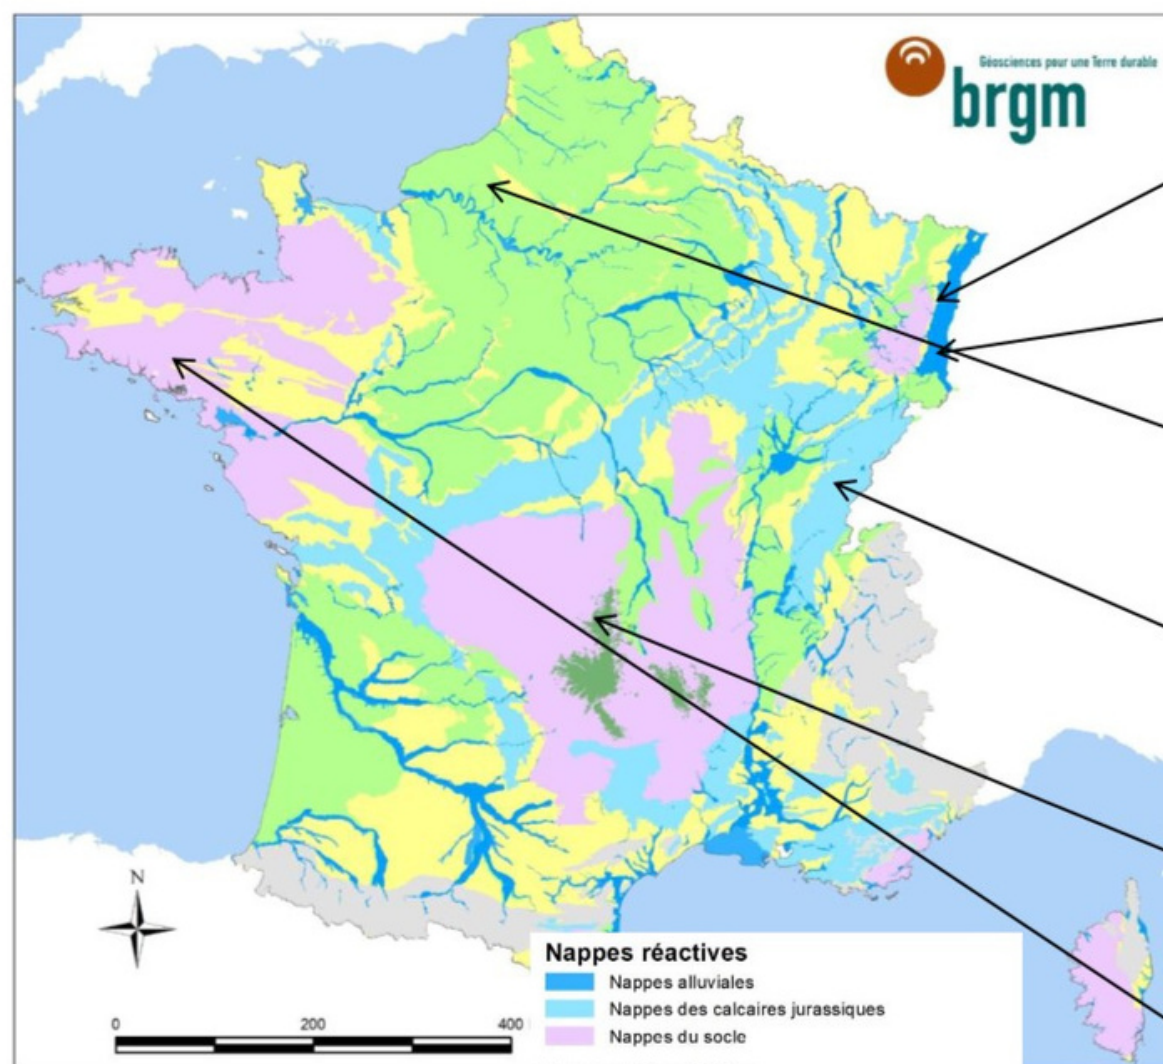 Géosciences pour une Terre durable
brgm
N
Nappes réactives
Nappes alluviales
Nappes des calcaires jurassiques
Nappes du socle
0 200 400